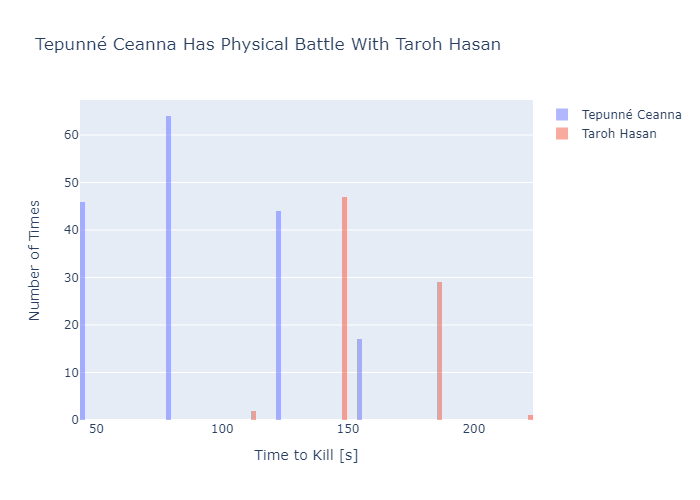 Tepunné Ceanna Has Physical Battle With Taroh Hasan
Tepunné Ceanna
Taroh Hasan
Number of Times
60
50
40
30
20
10
0
50 100 150 200
Time to Kill [s]